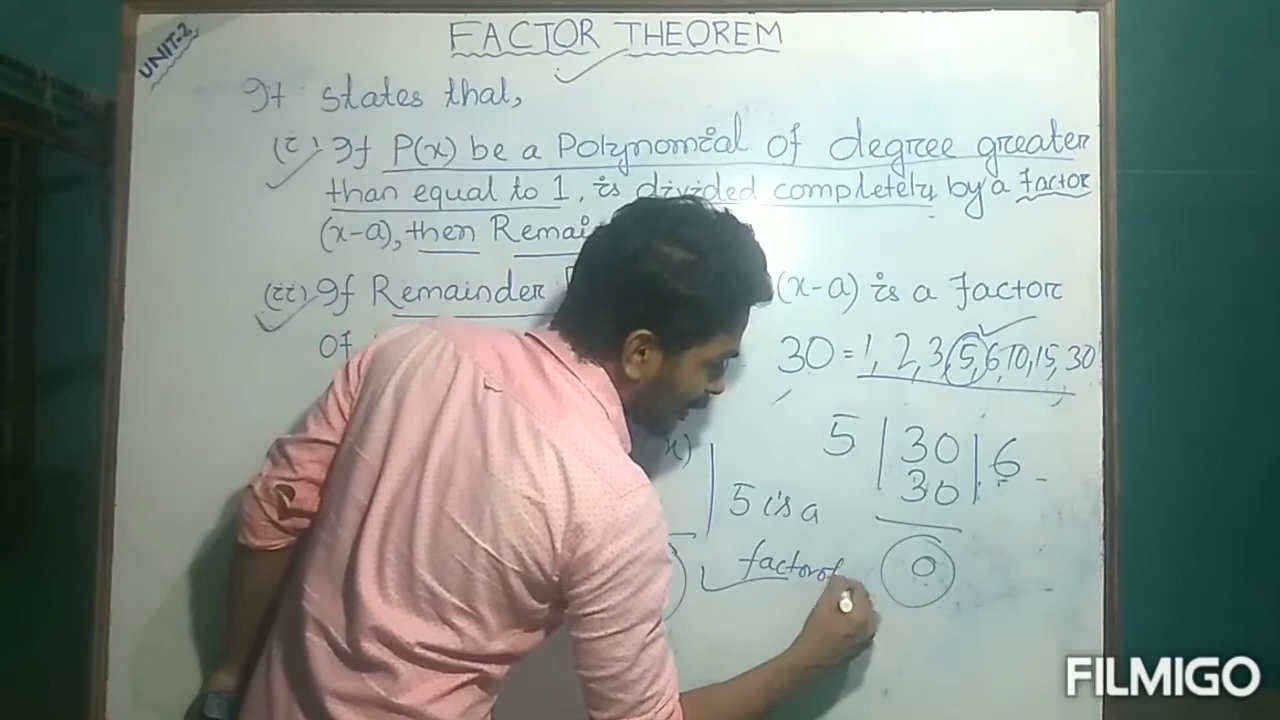 UNIT-2
FACTOR THEOREM
It states that,
(i) If P(x) be a Polynomial of degree greater
than equal to 1, is divided completely by a factor
(x-a), then Remai
(ii) If Remainder (x-a) is a factor
of
30 = 1, 2, 3, 5, 6, 10, 15, 30
5 | 30 | 6
30
0
5 is a
factor of
FILMIGO